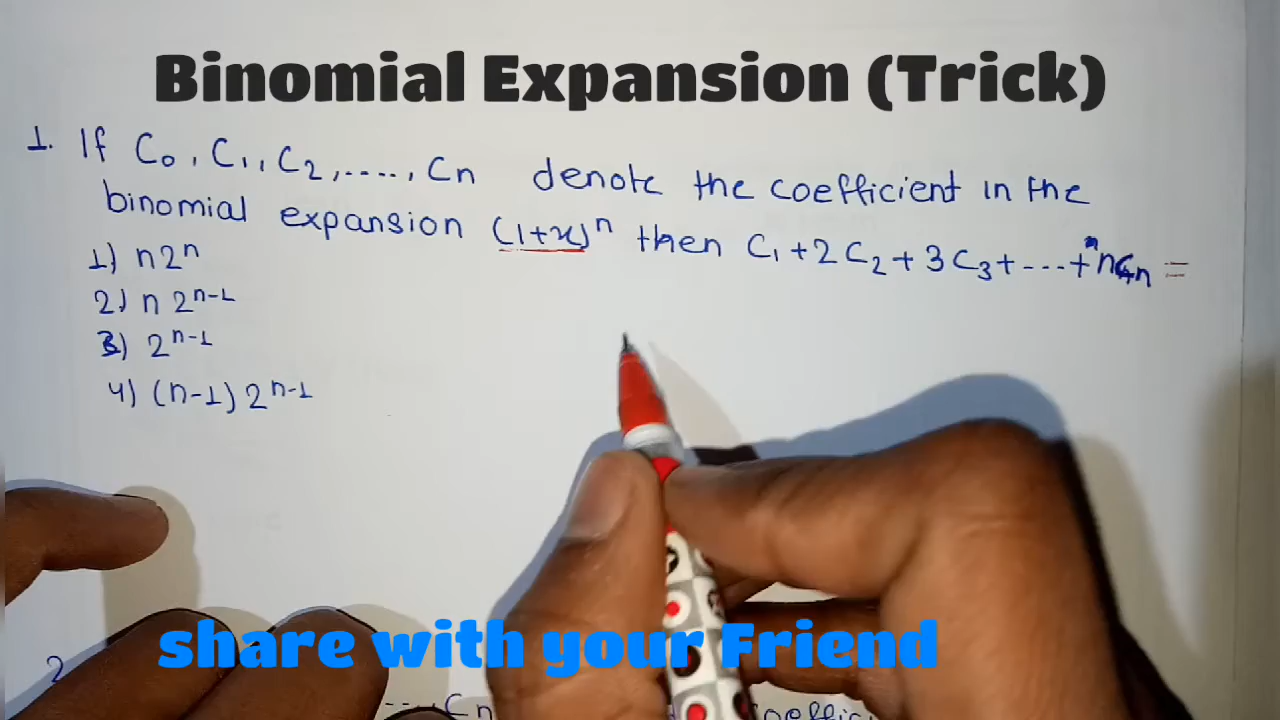 Binomial Expansion (Trick)
1. If C₀, C₁, C₂, ....., Cn denote the coefficient in the
binomial expansion (1+x)ⁿ then C₁+2C₂+3C₃+---+nCn =
1) n2ⁿ
2) n 2ⁿ⁻¹
3) 2ⁿ⁻¹
4) (n-1) 2ⁿ⁻¹
share with your Friend
2
Cn